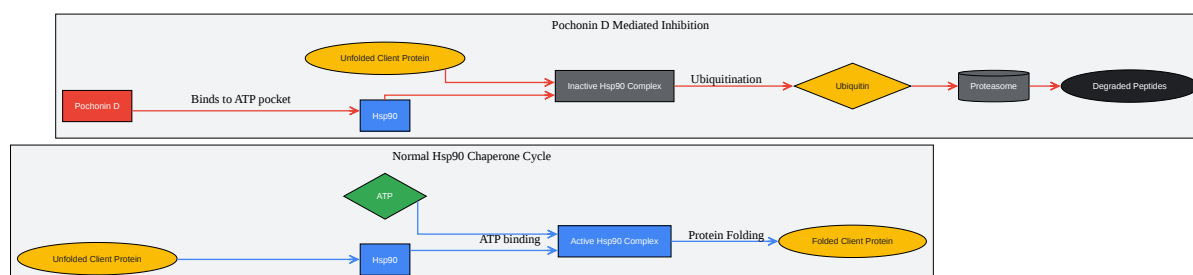 Pochonin D Mediated Inhibition
Unfolded Client Protein
Pochonin D
Binds to ATP pocket
Hsp90
Inactive Hsp90 Complex
Ubiquitination
Ubiquitin
Proteasome
Degraded Peptides
Normal Hsp90 Chaperone Cycle
ATP
Unfolded Client Protein
Hsp90
ATP binding
Active Hsp90 Complex
Protein Folding
Folded Client Protein